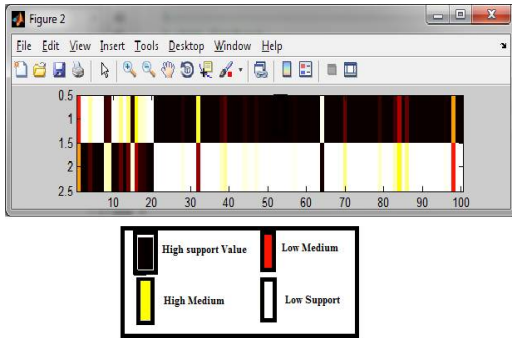 Figure 2
File Edit View Insert Tools Desktop Window Help
0.5
1
1.5
2
2.5
10 20 30 40 50 60 70 80 90 100
High support Value Low Medium
High Medium Low Support